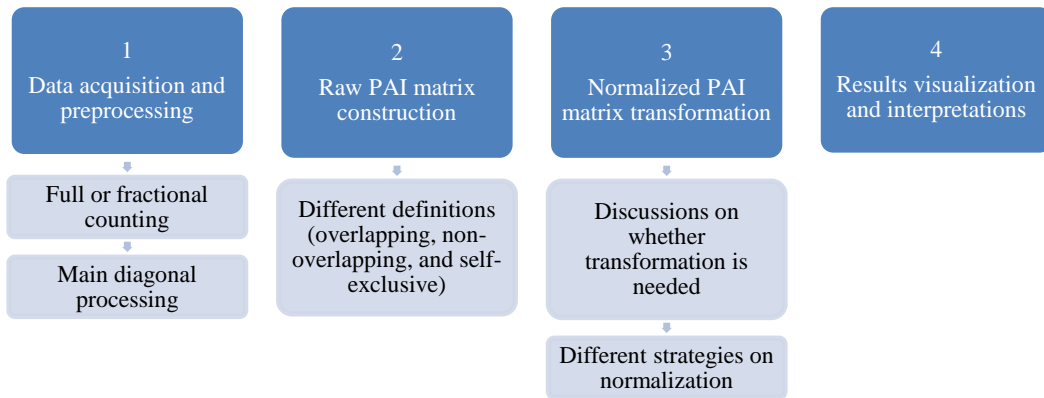 1
Data acquisition and
preprocessing
Full or fractional
counting
Main diagonal
processing
2
Raw PAI matrix
construction
Different definitions
(overlapping, non-
overlapping, and self-
exclusive)
3
Normalized PAI
matrix transformation
Discussions on
whether
transformation is
needed
Different strategies on
normalization
4
Results visualization
and interpretations